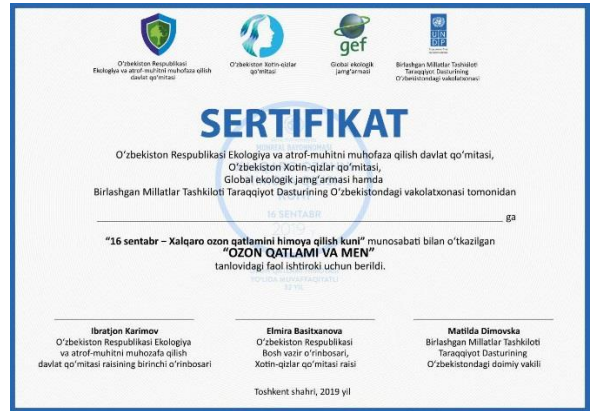 gef
U N
D P
O‘zbekiston Respublikasi
Ekologiya va atrof-muhitni muhofaza qilish
davlat qo‘mitasi
O‘zbekiston Xotin-qizlar
qo‘mitasi
Global ekologik
jamg‘armasi
Birlashgan Millatlar Tashkiloti
Taraqqiyot Dasturining
O‘zbekistondagi vakolatxonasi
SERTIFIKAT
O‘zbekiston Respublikasi Ekologiya va atrof-muhitni muhofaza qilish davlat qo‘mitasi,
O‘zbekiston Xotin-qizlar qo‘mitasi,
Global ekologik jamg‘armasi hamda
Birlashgan Millatlar Tashkiloti Taraqqiyot Dasturining O‘zbekistondagi vakolatxonasi tomonidan
16 SENTABR
2019
ga
“16 sentabr – Xalqaro ozon qatlamini himoya qilish kuni” munosabati bilan o‘tkazilgan
“OZON QATLAMI VA MEN”
tanlovidagi faol ishtiroki uchun berildi.
32 YIL
Ibratjon Karimov
O‘zbekiston Respublikasi Ekologiya
va atrof-muhitni muhozafa qilish
davlat qo‘mitasi raisining birinchi o‘rinbosari
Elmira Basitxanova
O‘zbekiston Respublikasi
Bosh vazir o‘rinbosari,
Xotin-qizlar qo‘mitasi raisi
Matilda Dimovska
Birlashgan Millatlar Tashkiloti
Taraqqiyot Dasturining
O‘zbekistondagi doimiy vakili
Toshkent shahri, 2019 yil